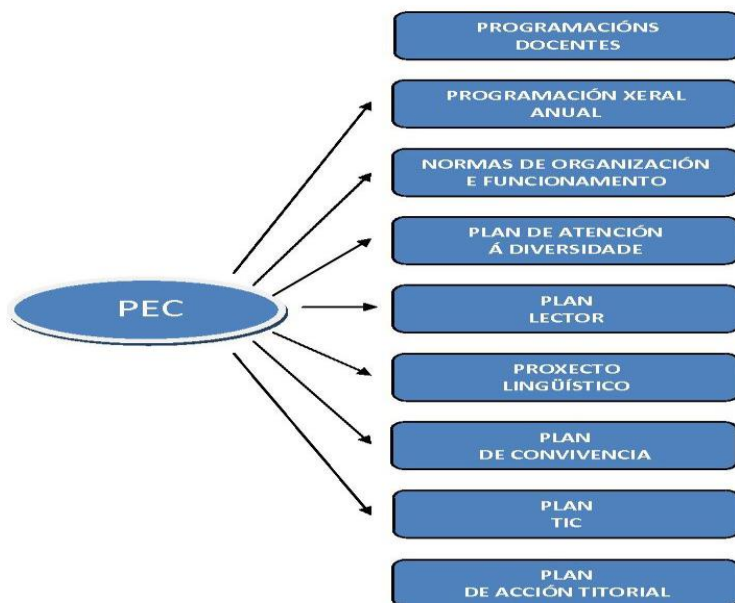 PROGRAMACIÓNS
DOCENTES
PROGRAMACIÓN XERAL
ANUAL
NORMAS DE ORGANIZACIÓN
E FUNCIONAMENTO
PLAN DE ATENCIÓN
Á DIVERSIDADE
PEC
PLAN
LECTOR
PROXECTO
LINGÜÍSTICO
PLAN
DE CONVIVENCIA
PLAN
TIC
PLAN
DE ACCIÓN TITORIAL